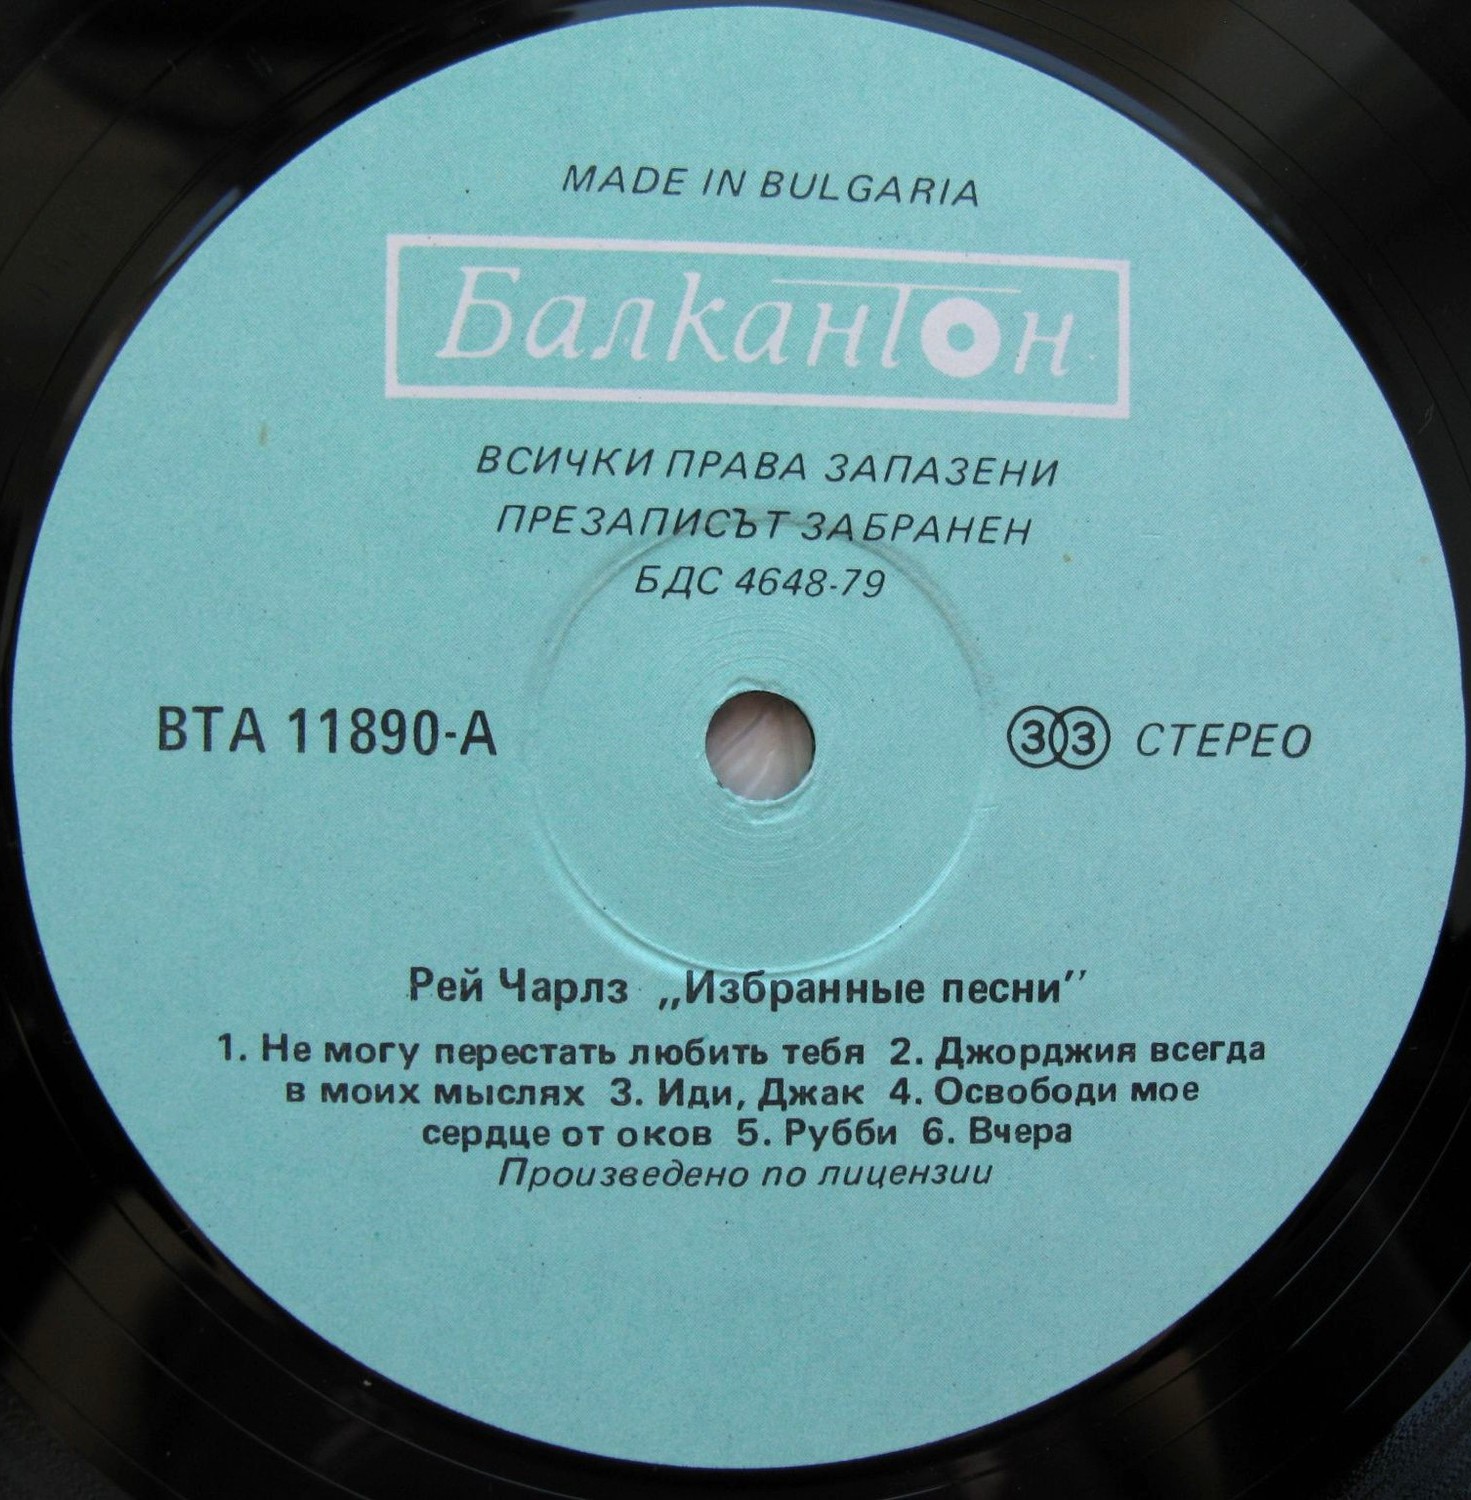 MADE IN BULGARIA
Балкантон
ВСИЧКИ ПРАВА ЗАПАЗЕНИ
ПРЕЗАПИСЪТ ЗАБРАНЕН
БДС 4648-79
ВТА 11890-А
33 СТЕРЕО
Рей Чарлз „Избранные песни”
1. Не могу перестать любить тебя 2. Джорджия всегда
в моих мыслях 3. Иди, Джак 4. Освободи мое
сердце от оков 5. Рубби 6. Вчера
Произведено по лицензии